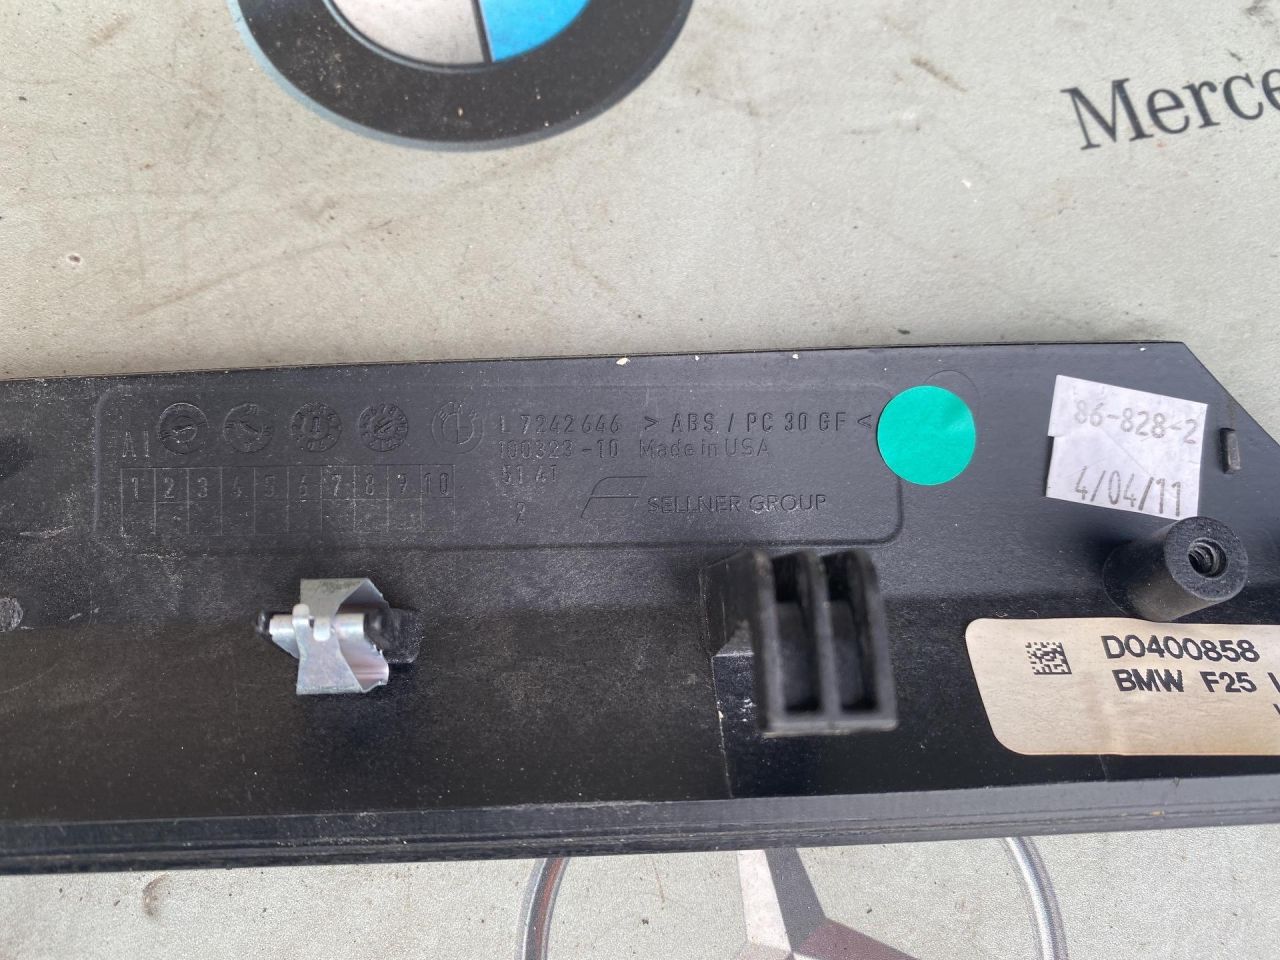 Merce
AI
L 7242646 > ABS / PC 30 GF <
100323-10 Made in USA
1 2 3 4 5 6 7 8 9 10
51 41
2
SELLNER GROUP
86-828-2
4/04/11
D0400858
BMW F25